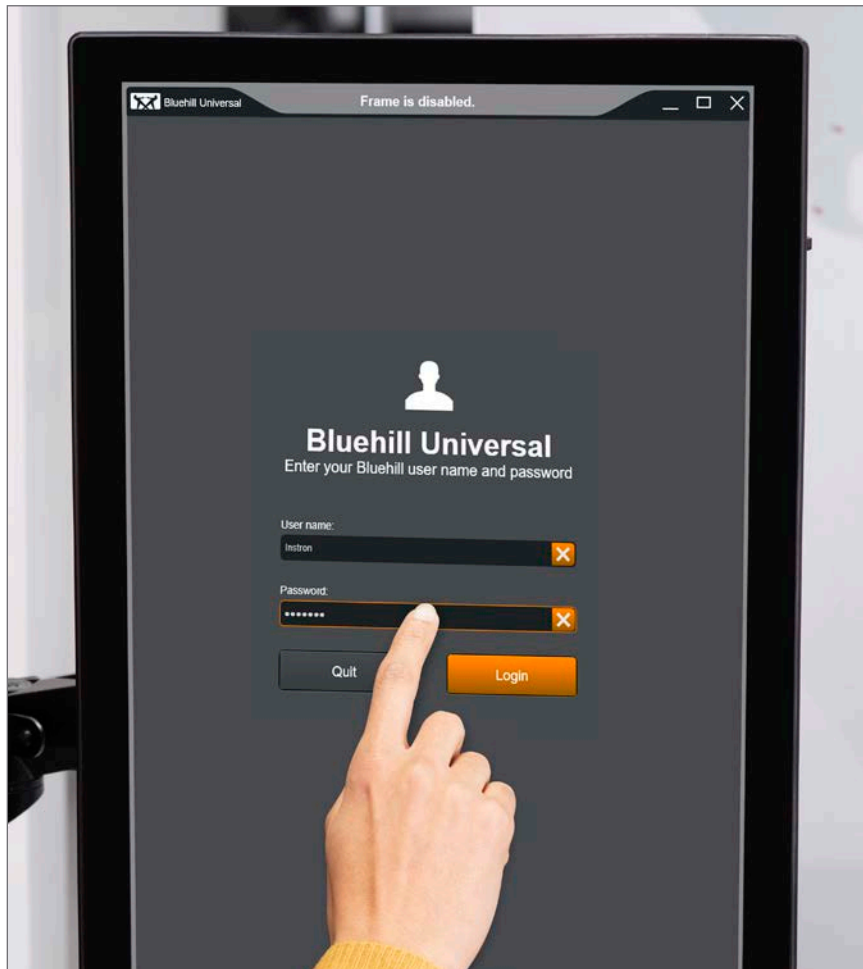 Bluehill Universal
Frame is disabled.
Bluehill Universal
Enter your Bluehill user name and password
User name:
Instron
Password:
•••••••
Quit
Login